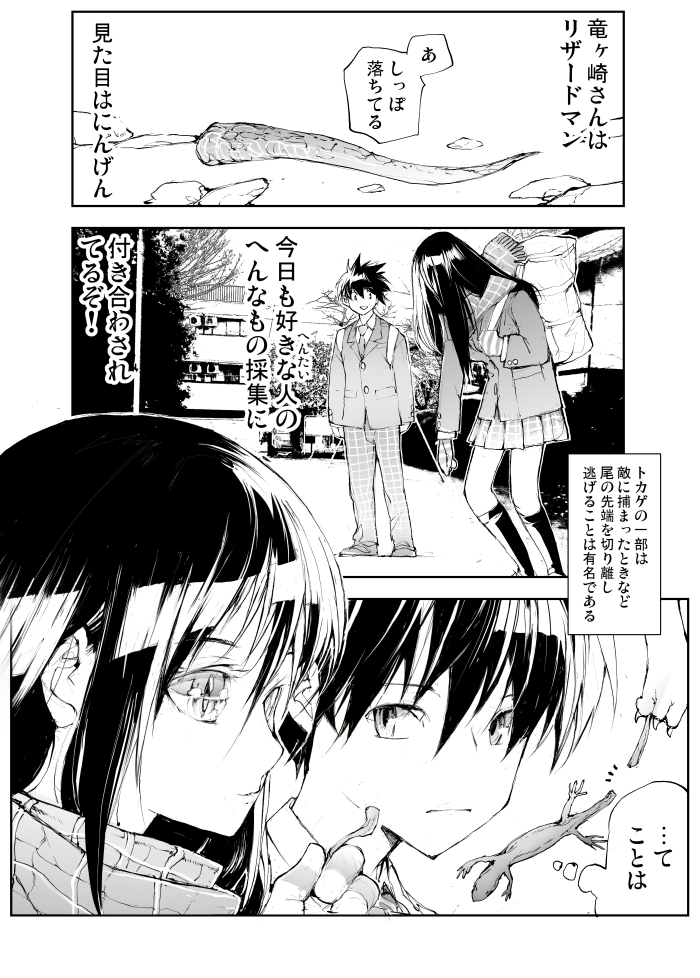 竜ヶ崎さんは
リザードマン
あ
しっぽ
落ちてる
見た目はにんげん
今日も好きな人の
へんたい
へんなもの採集に
付き合わされ
てるぞ！
トカゲの一部は
敵に捕まったときなど
尾の先端を切り離し
逃げることは有名である
…て
ことは